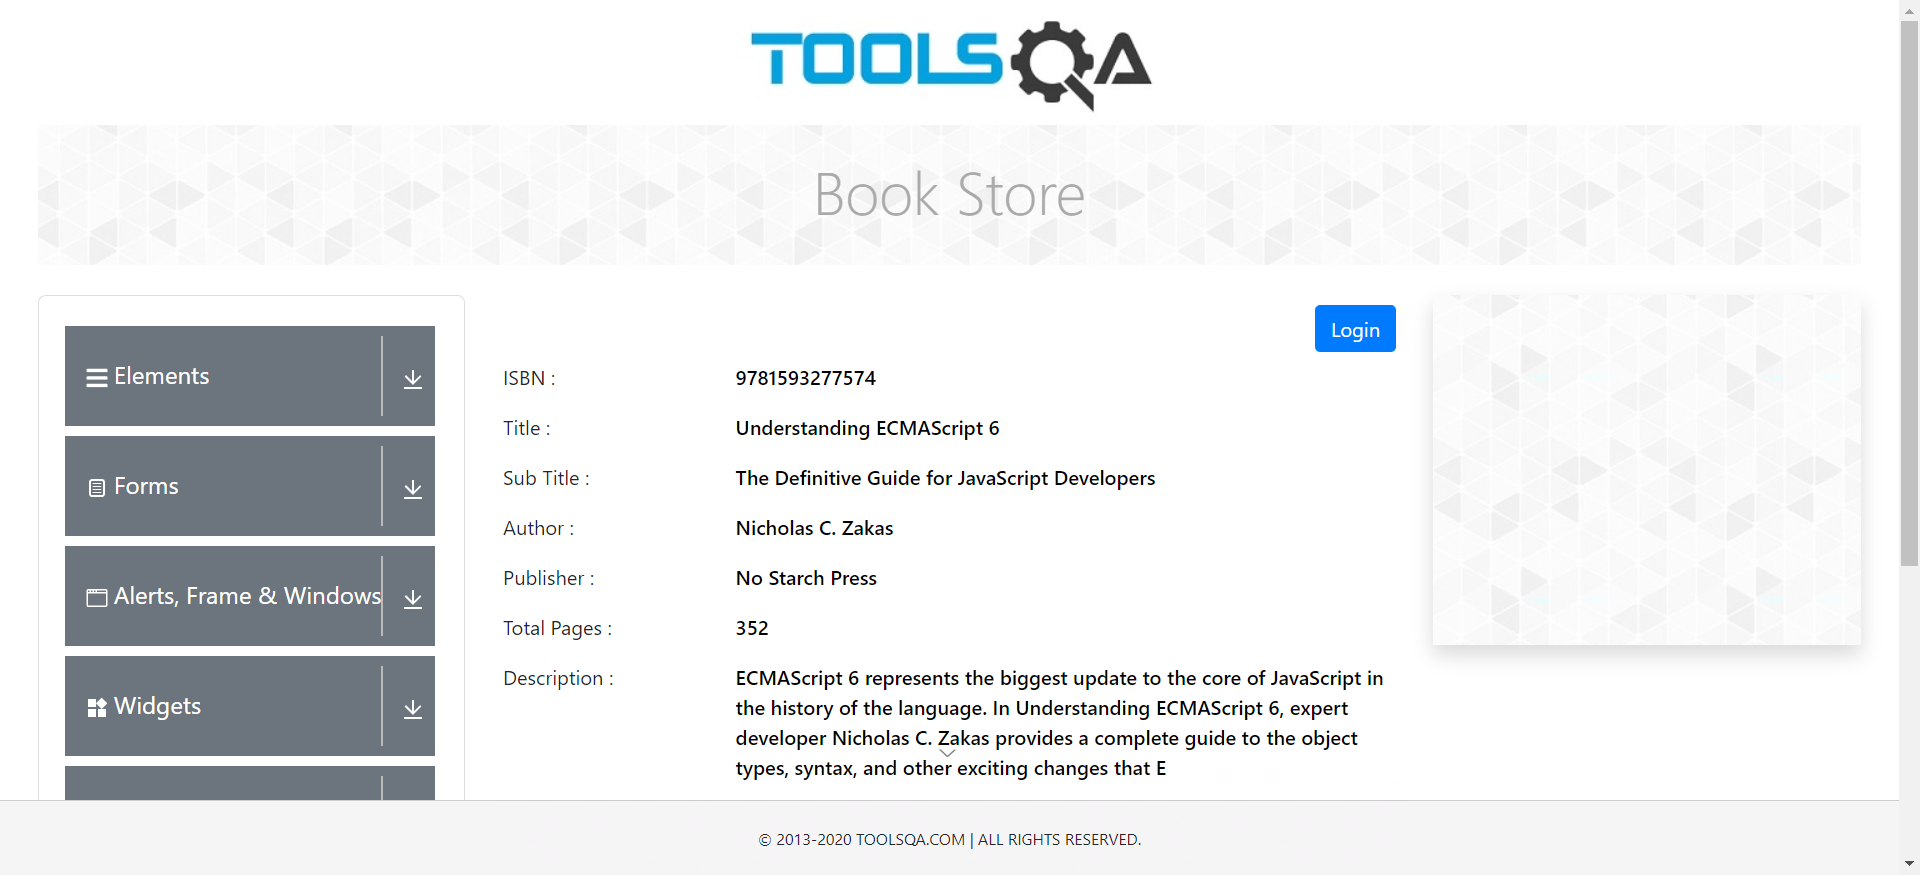 TOOLSQA
Book Store
Elements
Forms
Alerts, Frame & Windows
Widgets
Login
ISBN : 9781593277574
Title : Understanding ECMAScript 6
Sub Title : The Definitive Guide for JavaScript Developers
Author : Nicholas C. Zakas
Publisher : No Starch Press
Total Pages : 352
Description : ECMAScript 6 represents the biggest update to the core of JavaScript in
the history of the language. In Understanding ECMAScript 6, expert
developer Nicholas C. Zakas provides a complete guide to the object
types, syntax, and other exciting changes that E
© 2013-2020 TOOLSQA.COM | ALL RIGHTS RESERVED.